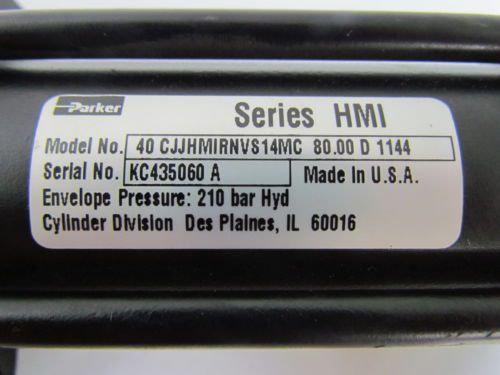 Parker
Series HMI
Model No. 40 CJJHMIRNVS14MC 80.00 D 1144
Serial No. KC435060 A Made In U.S.A.
Envelope Pressure: 210 bar Hyd
Cylinder Division Des Plaines, IL 60016